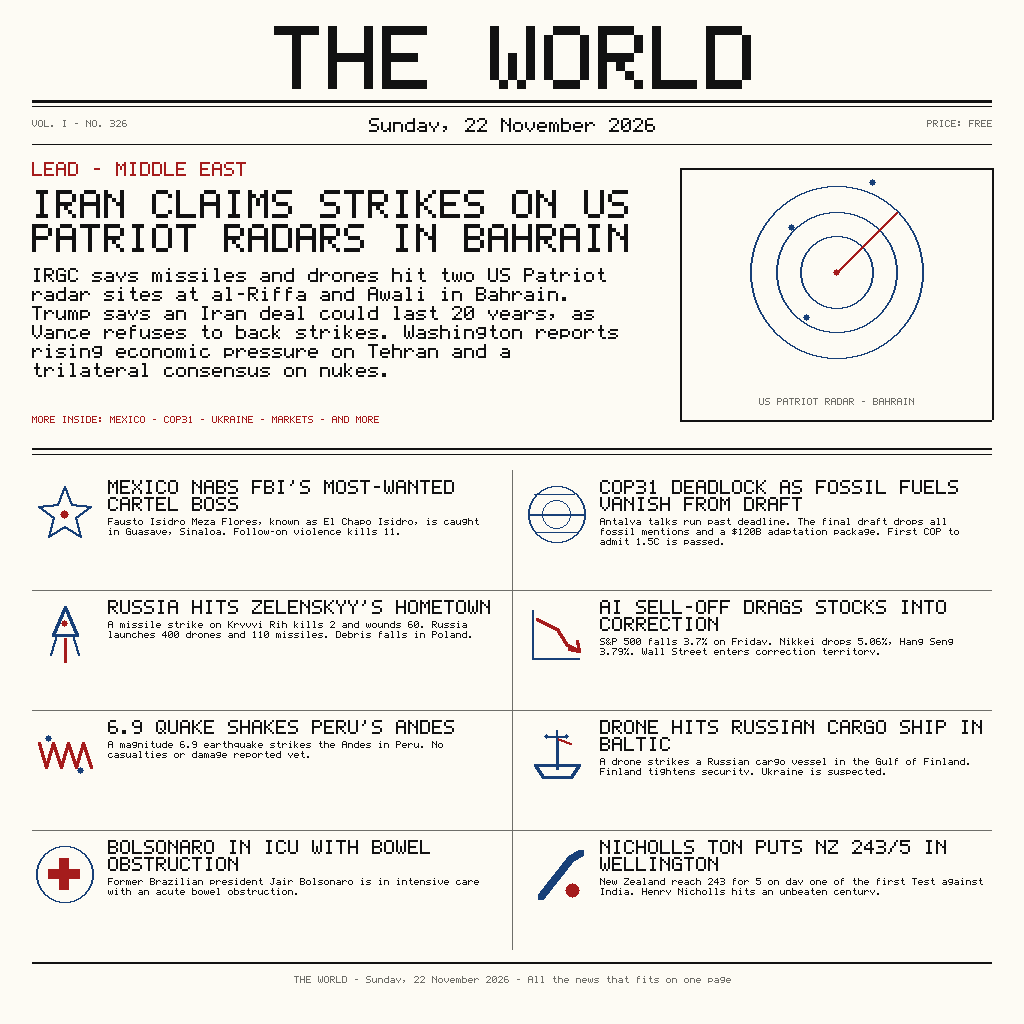 THE WORLD
VOL. I - NO. 326
Sunday, 22 November 2026
PRICE: FREE
LEAD - MIDDLE EAST
IRAN CLAIMS STRIKES ON US
PATRIOT RADARS IN BAHRAIN
IRGC says missiles and drones hit two US Patriot
radar sites at al-Riffa and Awali in Bahrain.
Trump says an Iran deal could last 20 years, as
Vance refuses to back strikes. Washington reports
rising economic pressure on Tehran and a
trilateral consensus on nukes.
MORE INSIDE: MEXICO - COP31 - UKRAINE - MARKETS - AND MORE
US PATRIOT RADAR - BAHRAIN
MEXICO NABS FBI'S MOST-WANTED
CARTEL BOSS
Fausto Isidro Meza Flores, known as El Chapo Isidro, is caught
in Guasave, Sinaloa. Follow-on violence kills 11.
COP31 DEADLOCK AS FOSSIL FUELS
VANISH FROM DRAFT
Antalya talks run past deadline. The final draft drops all
fossil mentions and a $120B adaptation package. First COP to
admit 1.5C is passed.
RUSSIA HITS ZELENSKYY'S HOMETOWN
A missile strike on Kryvyi Rih kills 2 and wounds 60. Russia
launches 400 drones and 110 missiles. Debris falls in Poland.
AI SELL-OFF DRAGS STOCKS INTO
CORRECTION
S&P 500 falls 3.7% on Friday. Nikkei drops 5.06%, Hang Seng
3.79%. Wall Street enters correction territory.
6.9 QUAKE SHAKES PERU'S ANDES
A magnitude 6.9 earthquake strikes the Andes in Peru. No
casualties or damage reported yet.
DRONE HITS RUSSIAN CARGO SHIP IN
BALTIC
A drone strikes a Russian cargo vessel in the Gulf of Finland.
Finland tightens security. Ukraine is suspected.
BOLSONARO IN ICU WITH BOWEL
OBSTRUCTION
Former Brazilian president Jair Bolsonaro is in intensive care
with an acute bowel obstruction.
NICHOLLS TON PUTS NZ 243/5 IN
WELLINGTON
New Zealand reach 243 for 5 on day one of the first Test against
India. Henry Nicholls hits an unbeaten century.
THE WORLD - Sunday, 22 November 2026 - All the news that fits on one page